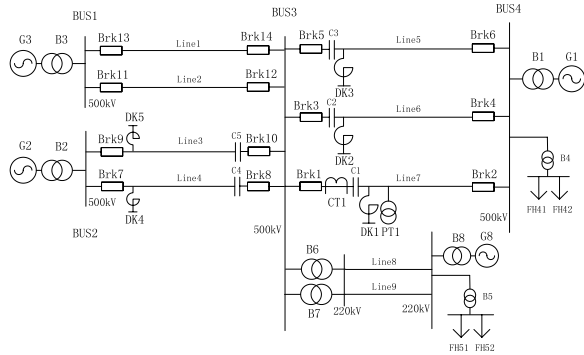 BUS1
BUS3
BUS4
G3
B3
Brk13
Line1
Brk14
Brk5
C3
Line5
Brk6
Brk11
Line2
Brk12
DK3
B1
G1
500kV
DK5
C2
Brk3
Line6
Brk4
G2
B2
Brk9
Line3
C5
Brk10
DK2
B4
Brk7
Line4
C4
Brk8
Brk1
C1
Line7
Brk2
500kV
DK4
CT1
DK1
PT1
500kV
FH41
FH42
BUS2
500kV
B6
Line8
B8
G8
B7
Line9
B5
220kV
220kV
FH51
FH52